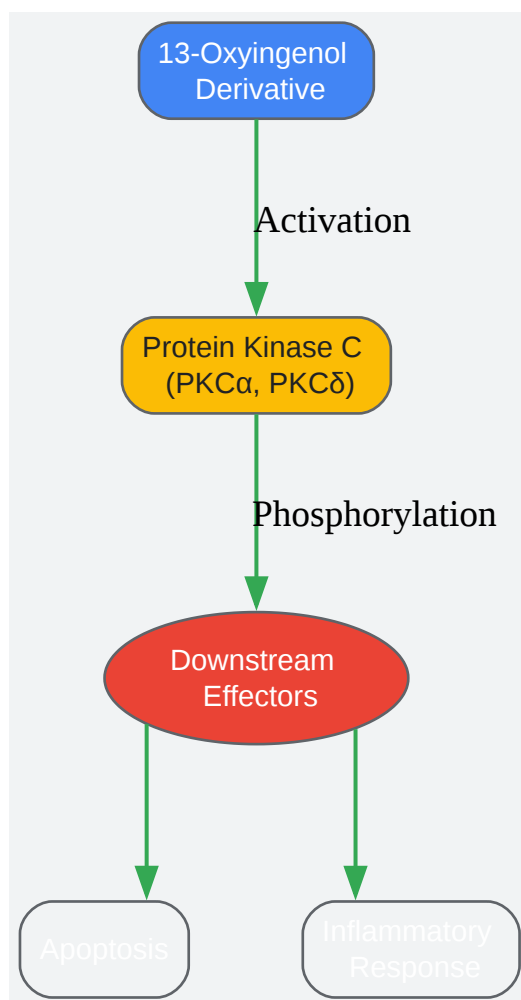 13-Oxyingenol
Derivative
Activation
Protein Kinase C
(PKCα, PKCδ)
Phosphorylation
Downstream
Effectors
Apoptosis
Inflammatory
Response